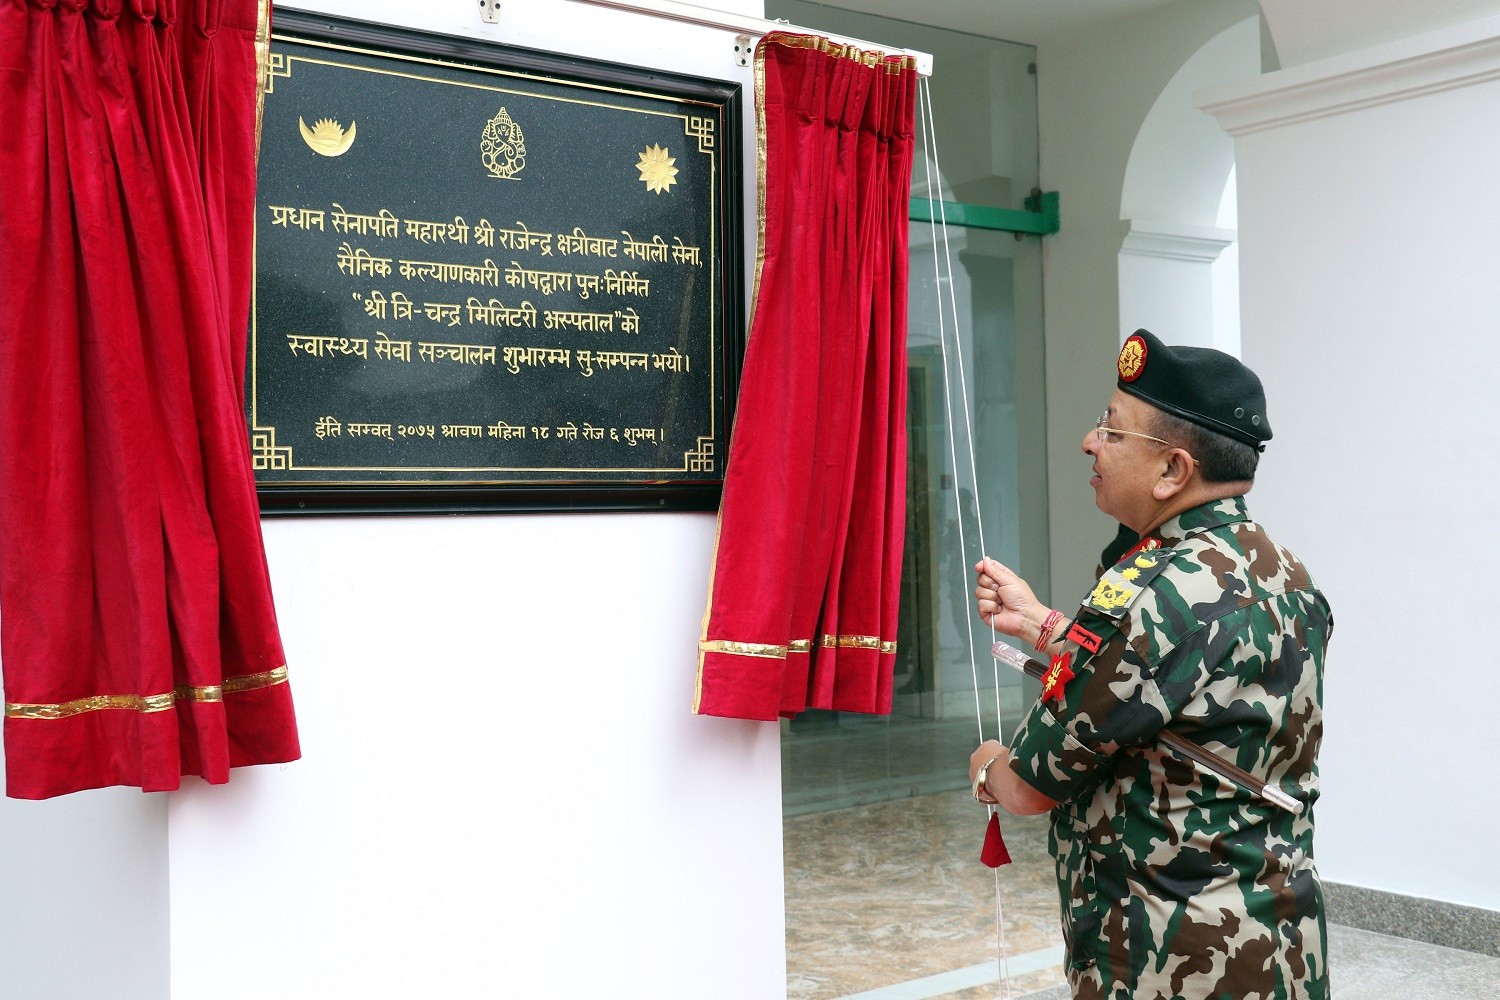 प्रधान सेनापति महारथी श्री राजेन्द्र क्षत्रीबाट नेपाली सेना,
सैनिक कल्याणकारी कोषद्वारा पुनःनिर्मित
“श्री त्रि-चन्द्र मिलिटरी अस्पताल”को
स्वास्थ्य सेवा सञ्चालन शुभारम्भ सु-सम्पन्न भयो।
ईति सम्वत् २०७५ श्रावण महिना १८ गते रोज ६ शुभम्।